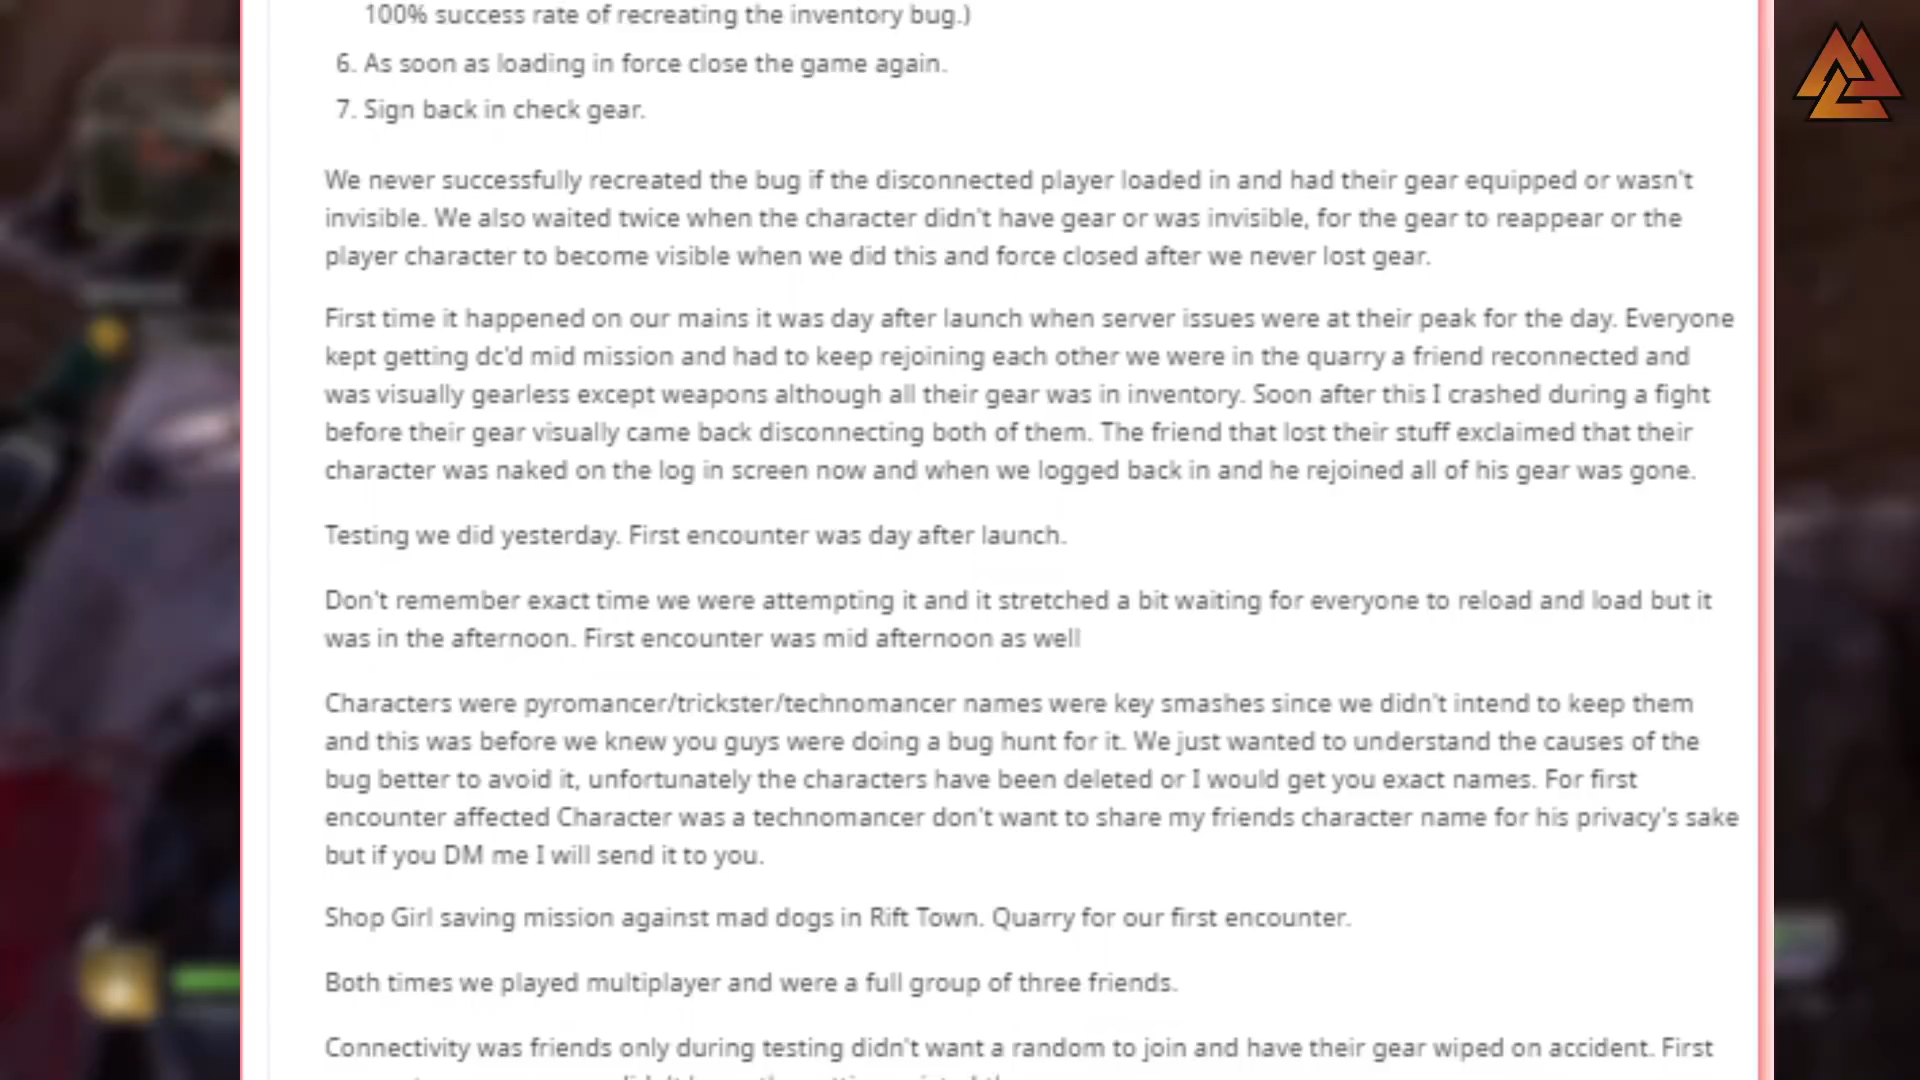 100% success rate of recreating the inventory bug.)
6. As soon as loading in force close the game again.
7. Sign back in check gear.
We never successfully recreated the bug if the disconnected player loaded in and had their gear equipped or wasn't
invisible. We also waited twice when the character didn't have gear or was invisible, for the gear to reappear or the
player character to become visible when we did this and force closed after we never lost gear.
First time it happened on our mains it was day after launch when server issues were at their peak for the day. Everyone
kept getting dc'd mid mission and had to keep rejoining each other we were in the quarry a friend reconnected and
was visually gearless except weapons although all their gear was in inventory. Soon after this I crashed during a fight
before their gear visually came back disconnecting both of them. The friend that lost their stuff exclaimed that their
character was naked on the log in screen now and when we logged back in and he rejoined all of his gear was gone.
Testing we did yesterday. First encounter was day after launch.
Don't remember exact time we were attempting it and it stretched a bit waiting for everyone to reload and load but it
was in the afternoon. First encounter was mid afternoon as well
Characters were pyromancer/trickster/technomancer names were key smashes since we didn't intend to keep them
and this was before we knew you guys were doing a bug hunt for it. We just wanted to understand the causes of the
bug better to avoid it, unfortunately the characters have been deleted or I would get you exact names. For first
encounter affected Character was a technomancer don't want to share my friends character name for his privacy's sake
but if you DM me I will send it to you.
Shop Girl saving mission against mad dogs in Rift Town. Quarry for our first encounter.
Both times we played multiplayer and were a full group of three friends.
Connectivity was friends only during testing didn't want a random to join and have their gear wiped on accident. First